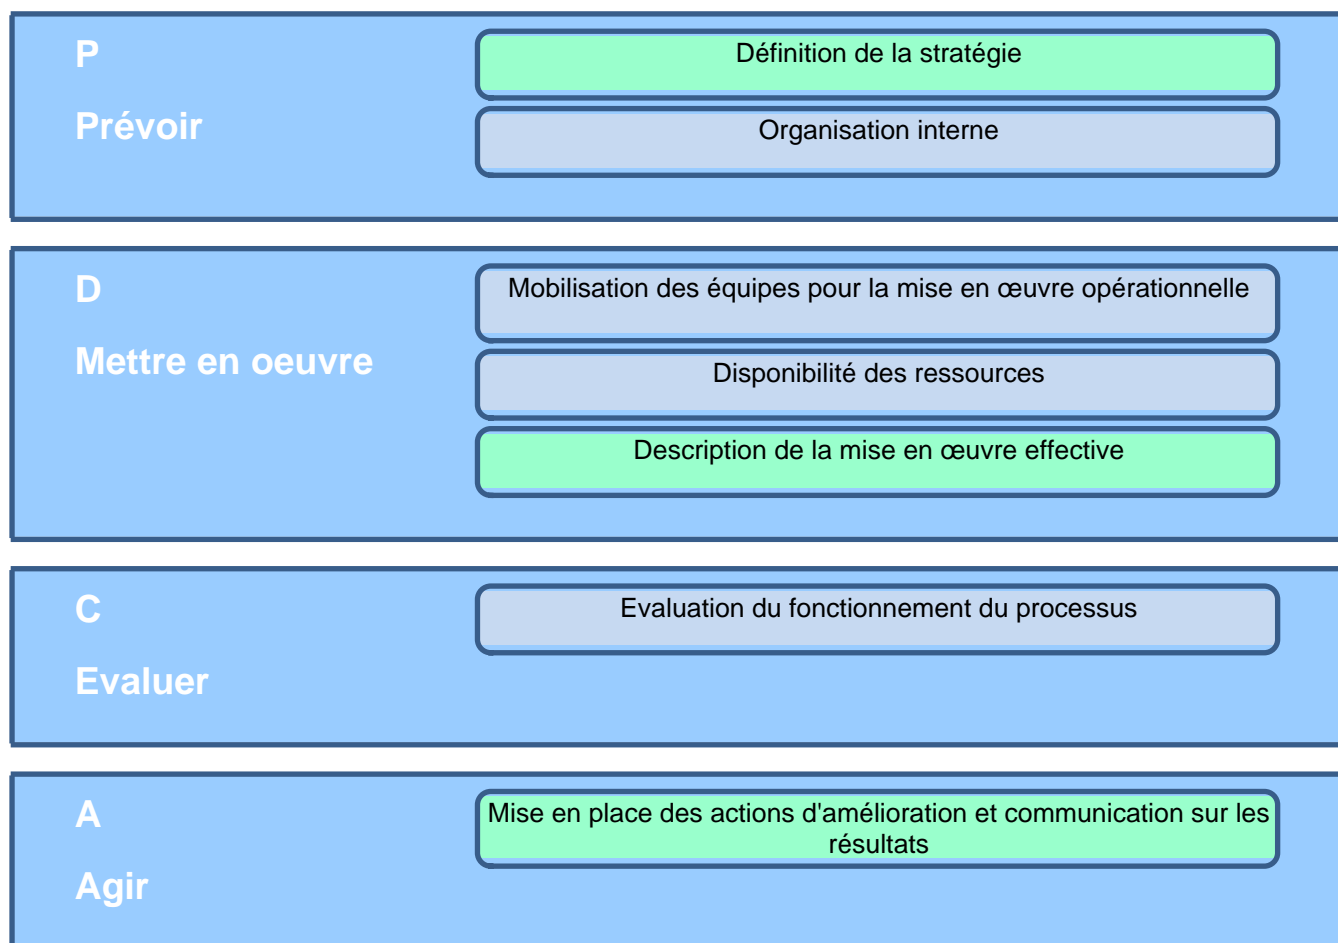 P
Prévoir
Définition de la stratégie
Organisation interne
D
Mettre en oeuvre
Mobilisation des équipes pour la mise en œuvre opérationnelle
Disponibilité des ressources
Description de la mise en œuvre effective
C
Evaluer
Evaluation du fonctionnement du processus
A
Agir
Mise en place des actions d'amélioration et communication sur les
résultats